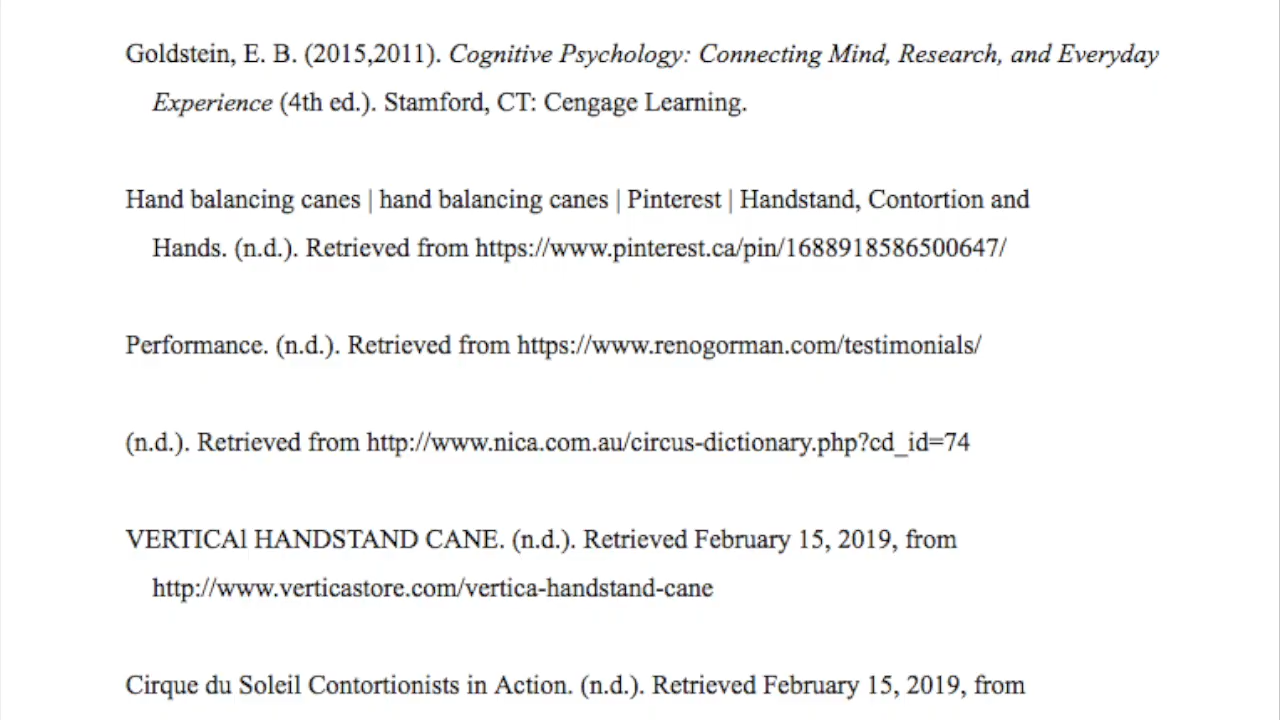 Goldstein, E. B. (2015,2011). Cognitive Psychology: Connecting Mind, Research, and Everyday
Experience (4th ed.). Stamford, CT: Cengage Learning.
Hand balancing canes | hand balancing canes | Pinterest | Handstand, Contortion and
Hands. (n.d.). Retrieved from https://www.pinterest.ca/pin/1688918586500647/
Performance. (n.d.). Retrieved from https://www.renogorman.com/testimonials/
(n.d.). Retrieved from http://www.nica.com.au/circus-dictionary.php?cd_id=74
VERTICAl HANDSTAND CANE. (n.d.). Retrieved February 15, 2019, from
http://www.verticastore.com/vertica-handstand-cane
Cirque du Soleil Contortionists in Action. (n.d.). Retrieved February 15, 2019, from